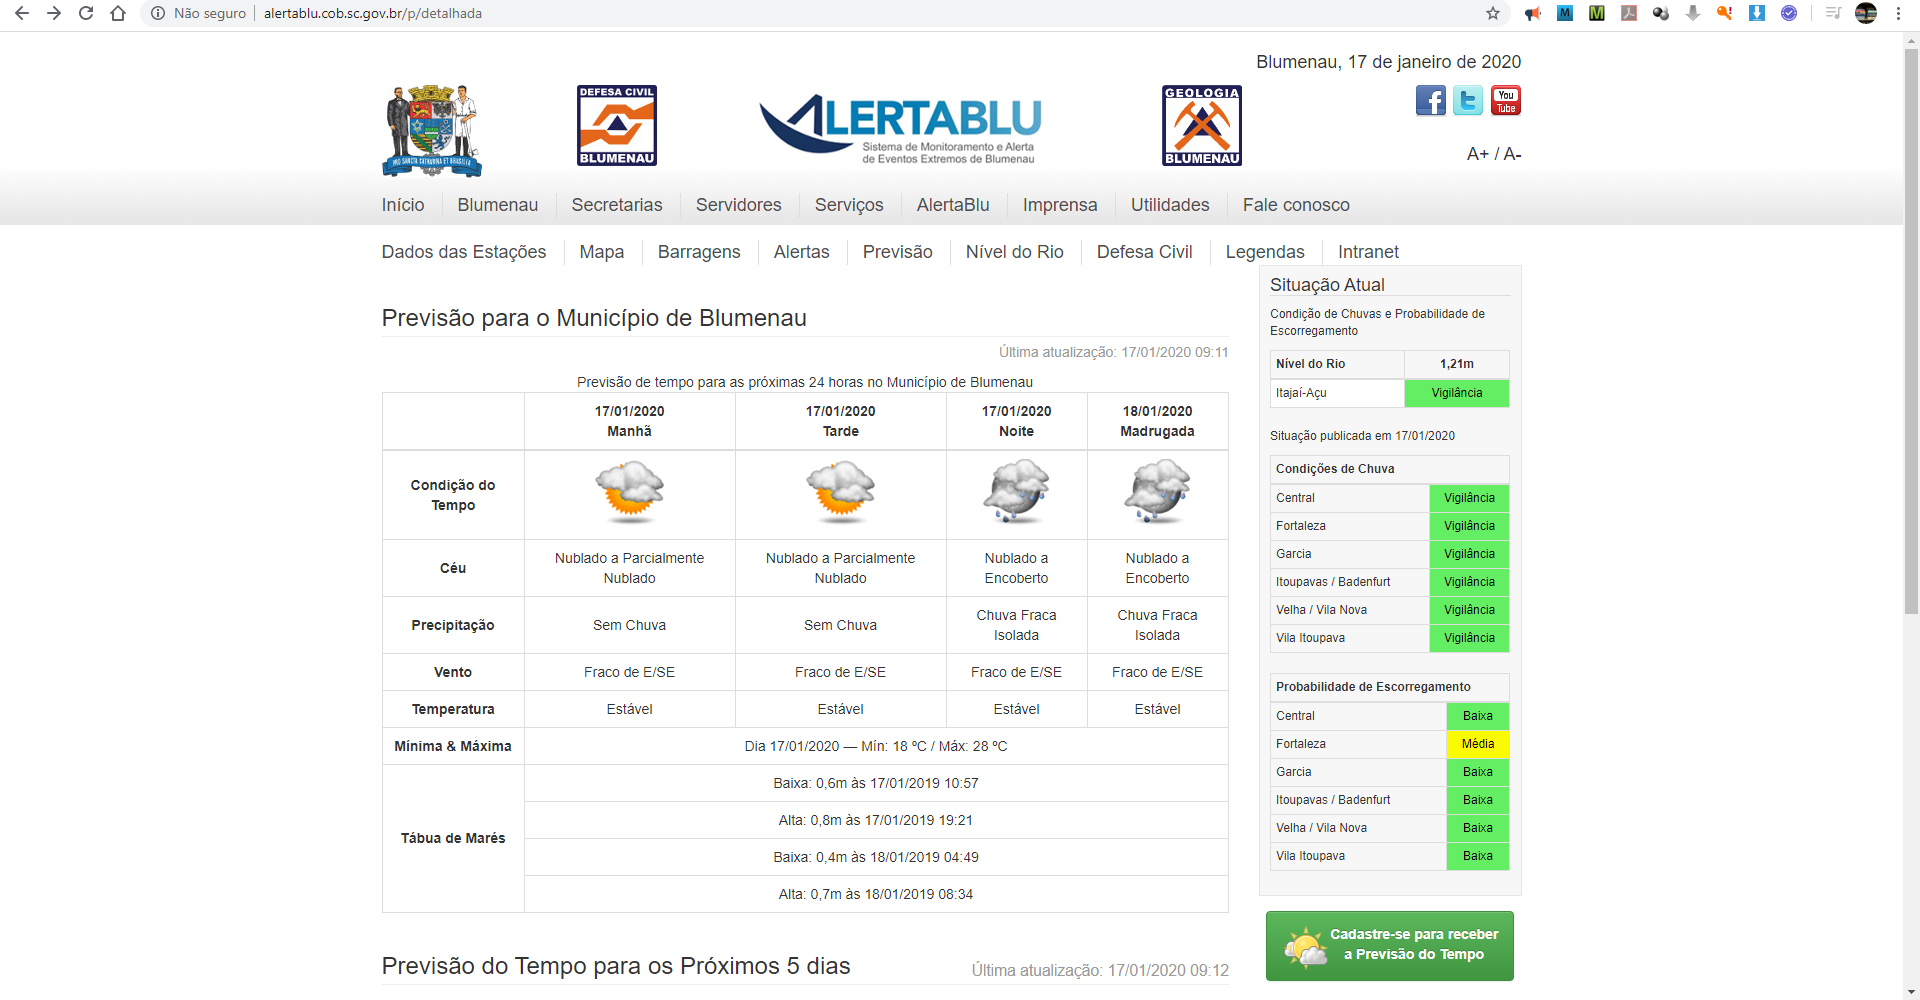 Não seguro
alertablu.cob.sc.gov.br/p/detalhada
Blumenau, 17 de janeiro de 2020
PRO SANCTA CATHARINA ET BRASILIA
DEFESA CIVIL
BLUMENAU
ALERTABLU
Sistema de Monitoramento e Alerta
de Eventos Extremos de Blumenau
GEOLOGIA
BLUMENAU
You
Tube
A+ / A-
Início Blumenau Secretarias Servidores Serviços AlertaBlu Imprensa Utilidades Fale conosco
Dados das Estações Mapa Barragens Alertas Previsão Nível do Rio Defesa Civil Legendas Intranet
Previsão para o Município de Blumenau
Última atualização: 17/01/2020 09:11
Previsão de tempo para as próximas 24 horas no Município de Blumenau
17/01/2020 17/01/2020 17/01/2020 18/01/2020
Manhã Tarde Noite Madrugada
Condição do
Tempo
Céu
Nublado a Parcialmente
Nublado
Nublado a Parcialmente
Nublado
Nublado a
Encoberto
Nublado a
Encoberto
Precipitação
Sem Chuva
Sem Chuva
Chuva Fraca
Isolada
Chuva Fraca
Isolada
Vento Fraco de E/SE Fraco de E/SE Fraco de E/SE Fraco de E/SE
Temperatura Estável Estável Estável Estável
Mínima & Máxima Dia 17/01/2020 — Mín: 18 ºC / Máx: 28 ºC
Tábua de Marés
Baixa: 0,6m às 17/01/2019 10:57
Alta: 0,8m às 17/01/2019 19:21
Baixa: 0,4m às 18/01/2019 04:49
Alta: 0,7m às 18/01/2019 08:34
Previsão do Tempo para os Próximos 5 dias
Última atualização: 17/01/2020 09:12
Situação Atual
Condição de Chuvas e Probabilidade de
Escorregamento
Nível do Rio 1,21m
Itajaí-Açu Vigilância
Situação publicada em 17/01/2020
Condições de Chuva
Central Vigilância
Fortaleza Vigilância
Garcia Vigilância
Itoupavas / Badenfurt Vigilância
Velha / Vila Nova Vigilância
Vila Itoupava Vigilância
Probabilidade de Escorregamento
Central Baixa
Fortaleza Média
Garcia Baixa
Itoupavas / Badenfurt Baixa
Velha / Vila Nova Baixa
Vila Itoupava Baixa
Cadastre-se para receber
a Previsão do Tempo